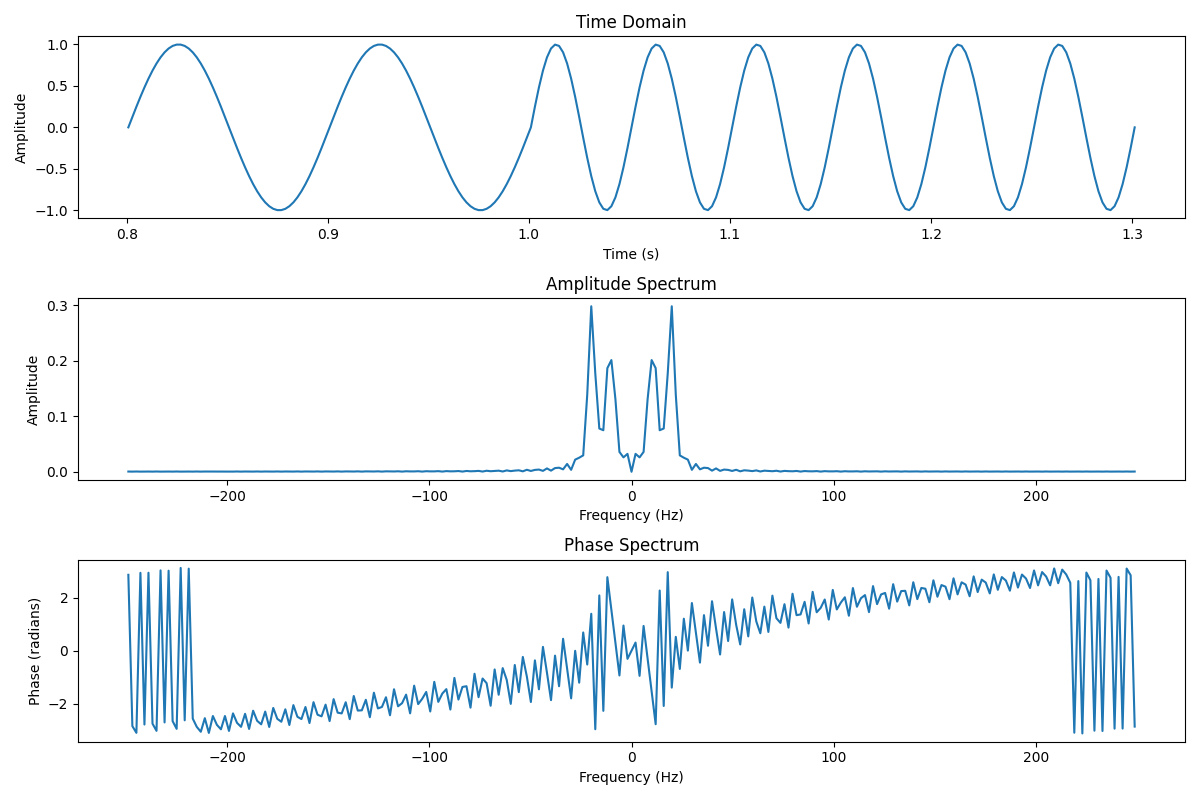 Time Domain
Amplitude
1.0
0.5
0.0
−0.5
−1.0
0.8 0.9 1.0 1.1 1.2 1.3
Time (s)
Amplitude Spectrum
Amplitude
0.3
0.2
0.1
0.0
−200 −100 0 100 200
Frequency (Hz)
Phase Spectrum
Phase (radians)
2
0
−2
−200 −100 0 100 200
Frequency (Hz)